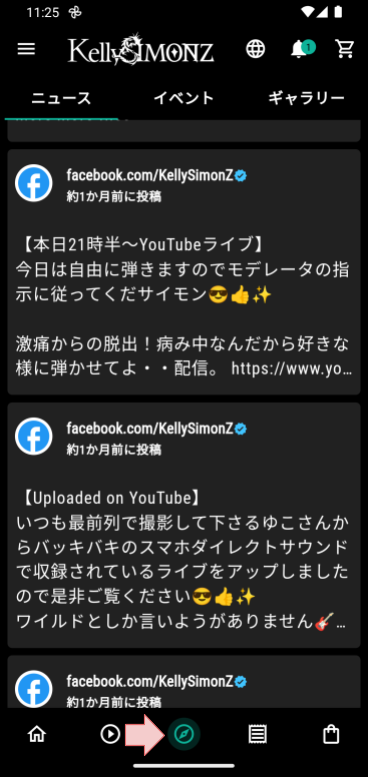 11:25
Kelly SIMONZ
1
ニュース
イベント
ギャラリー
facebook.com/KellySimonZ
約1か月前に投稿
【本日21時半〜YouTubeライブ】
今日は自由に弾きますのでモデレータの指
示に従ってくだサイモン😎👍✨
激痛からの脱出！病み中なんだから好きな
様に弾かせてよ・・配信。 https://www.yo…
facebook.com/KellySimonZ
約1か月前に投稿
【Uploaded on YouTube】
いつも最前列で撮影して下さるゆこさんか
らバッキバキのスマホダイレクトサウンド
で収録されているライブをアップしました
ので是非ご覧ください😎👍✨
ワイルドとしか言いようがありません🎸…
facebook.com/KellySimonZ
約1か月前に投稿